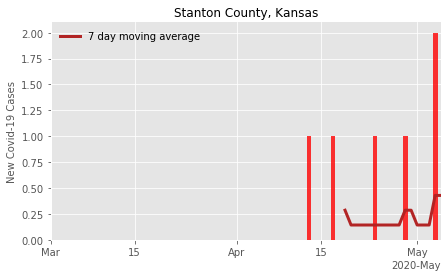 Stanton County, Kansas
7 day moving average
New Covid-19 Cases
2.00
1.75
1.50
1.25
1.00
0.75
0.50
0.25
0.00
Mar
15
Apr
15
May
2020-May